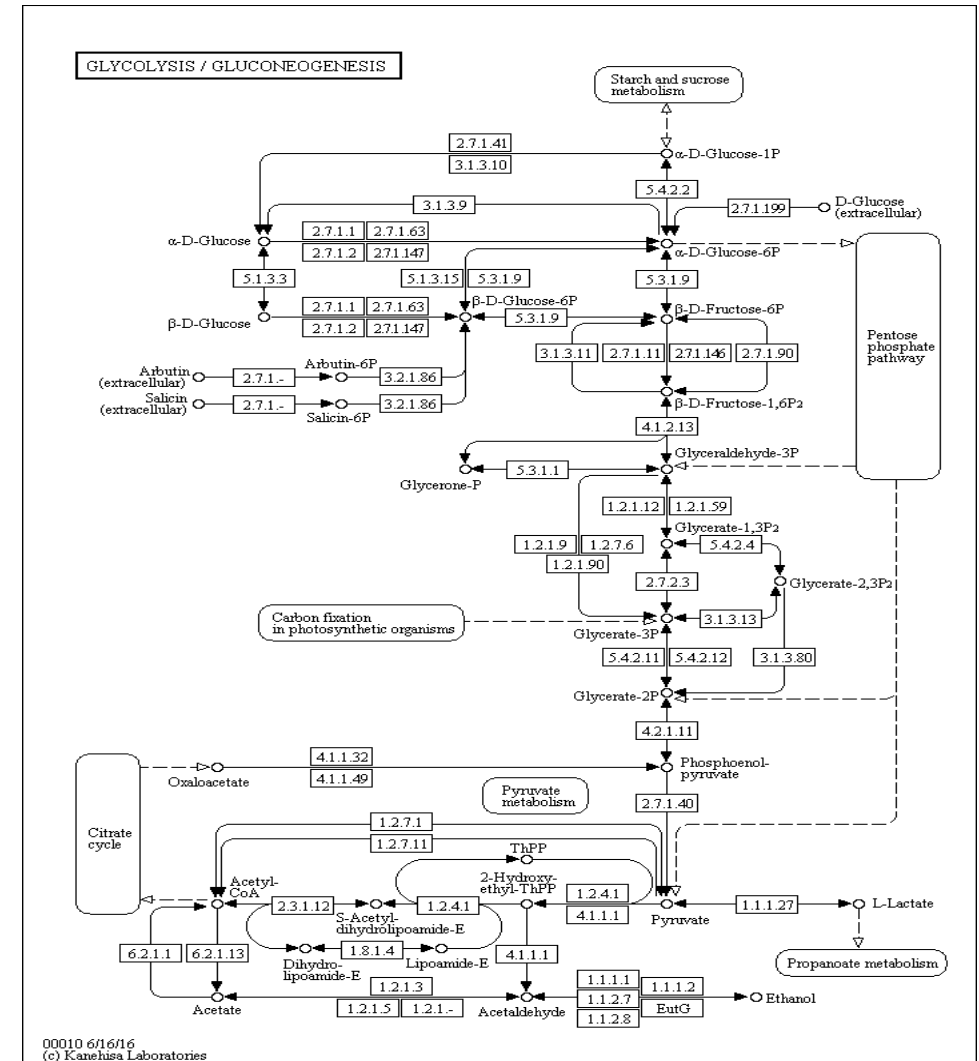 GLYCOLYSIS / GLUCONEOGENESIS
Starch and sucrose
metabolism
2.7.1.41
3.1.3.10
α-D-Glucose-1P
5.4.2.2
3.1.3.9
2.7.1.199
D-Glucose
(extracellular)
α-D-Glucose
2.7.1.1
2.7.1.63
2.7.1.2
2.7.1.147
α-D-Glucose-6P
5.1.3.3
5.1.3.15
5.3.1.9
5.3.1.9
β-D-Glucose
2.7.1.1
2.7.1.63
2.7.1.2
2.7.1.147
β-D-Glucose-6P
5.3.1.9
β-D-Fructose-6P
Pentose
phosphate
pathway
3.1.3.11
2.7.1.11
2.7.1.146
2.7.1.90
Arbutin
(extracellular)
2.7.1.-
Arbutin-6P
3.2.1.86
Salicin
(extracellular)
2.7.1.-
Salicin-6P
3.2.1.86
β-D-Fructose-1,6P2
4.1.2.13
Glyceraldehyde-3P
Glycerone-P
5.3.1.1
1.2.1.12
1.2.1.59
Glycerate-1,3P2
1.2.1.9
1.2.7.6
1.2.1.90
5.4.2.4
2.7.2.3
Glycerate-2,3P2
Carbon fixation
in photosynthetic organisms
3.1.3.13
Glycerate-3P
5.4.2.11
5.4.2.12
3.1.3.80
Glycerate-2P
4.2.1.11
4.1.1.32
4.1.1.49
Oxaloacetate
Phosphoenol-
pyruvate
Pyruvate
metabolism
2.7.1.40
Citrate
cycle
1.2.7.1
1.2.7.11
ThPP
2-Hydroxy-
ethyl-ThPP
Acetyl-
CoA
2.3.1.12
S-Acetyl-
dihydrolipoamide-E
1.2.4.1
1.2.4.1
4.1.1.1
Pyruvate
1.1.1.27
L-Lactate
6.2.1.1
6.2.1.13
Dihydro-
lipoamide-E
1.8.1.4
Lipoamide-E
4.1.1.1
Propanoate metabolism
Acetate
1.2.1.3
1.2.1.5
1.2.1.-
Acetaldehyde
1.1.1.1
1.1.1.2
1.1.2.7
EutG
1.1.2.8
Ethanol
00010 6/16/16
(c) Kanehisa Laboratories